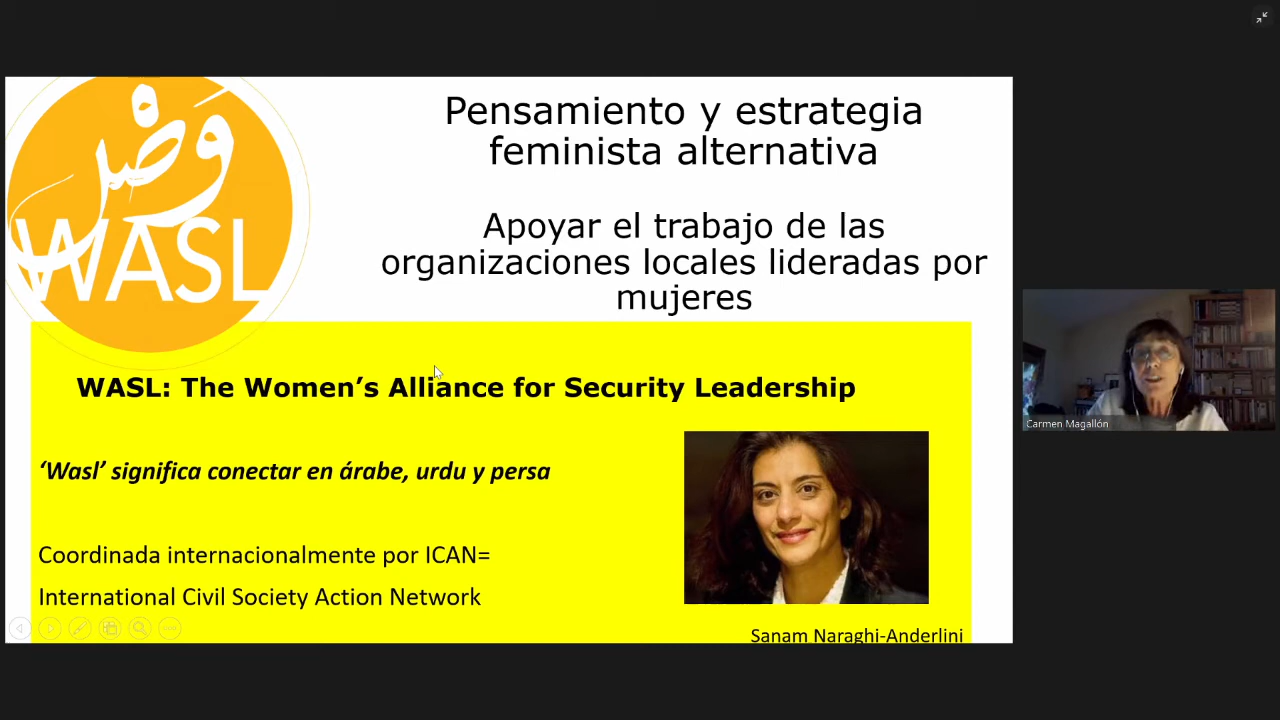 وَصْل
WASL
Pensamiento y estrategia
feminista alternativa
Apoyar el trabajo de las
organizaciones locales lideradas por
mujeres
WASL: The Women’s Alliance for Security Leadership
‘Wasl’ significa conectar en árabe, urdu y persa
Coordinada internacionalmente por ICAN=
International Civil Society Action Network
Sanam Naraghi-Anderlini
Carmen Magallón